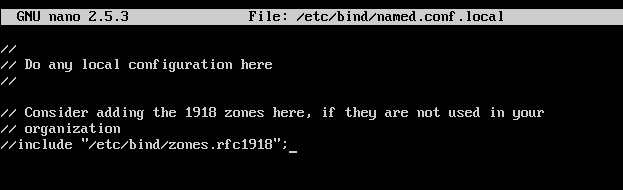 GNU nano 2.5.3 File: /etc/bind/named.conf.local
//
// Do any local configuration here
//
// Consider adding the 1918 zones here, if they are not used in your
// organization
//include "/etc/bind/zones.rfc1918";_